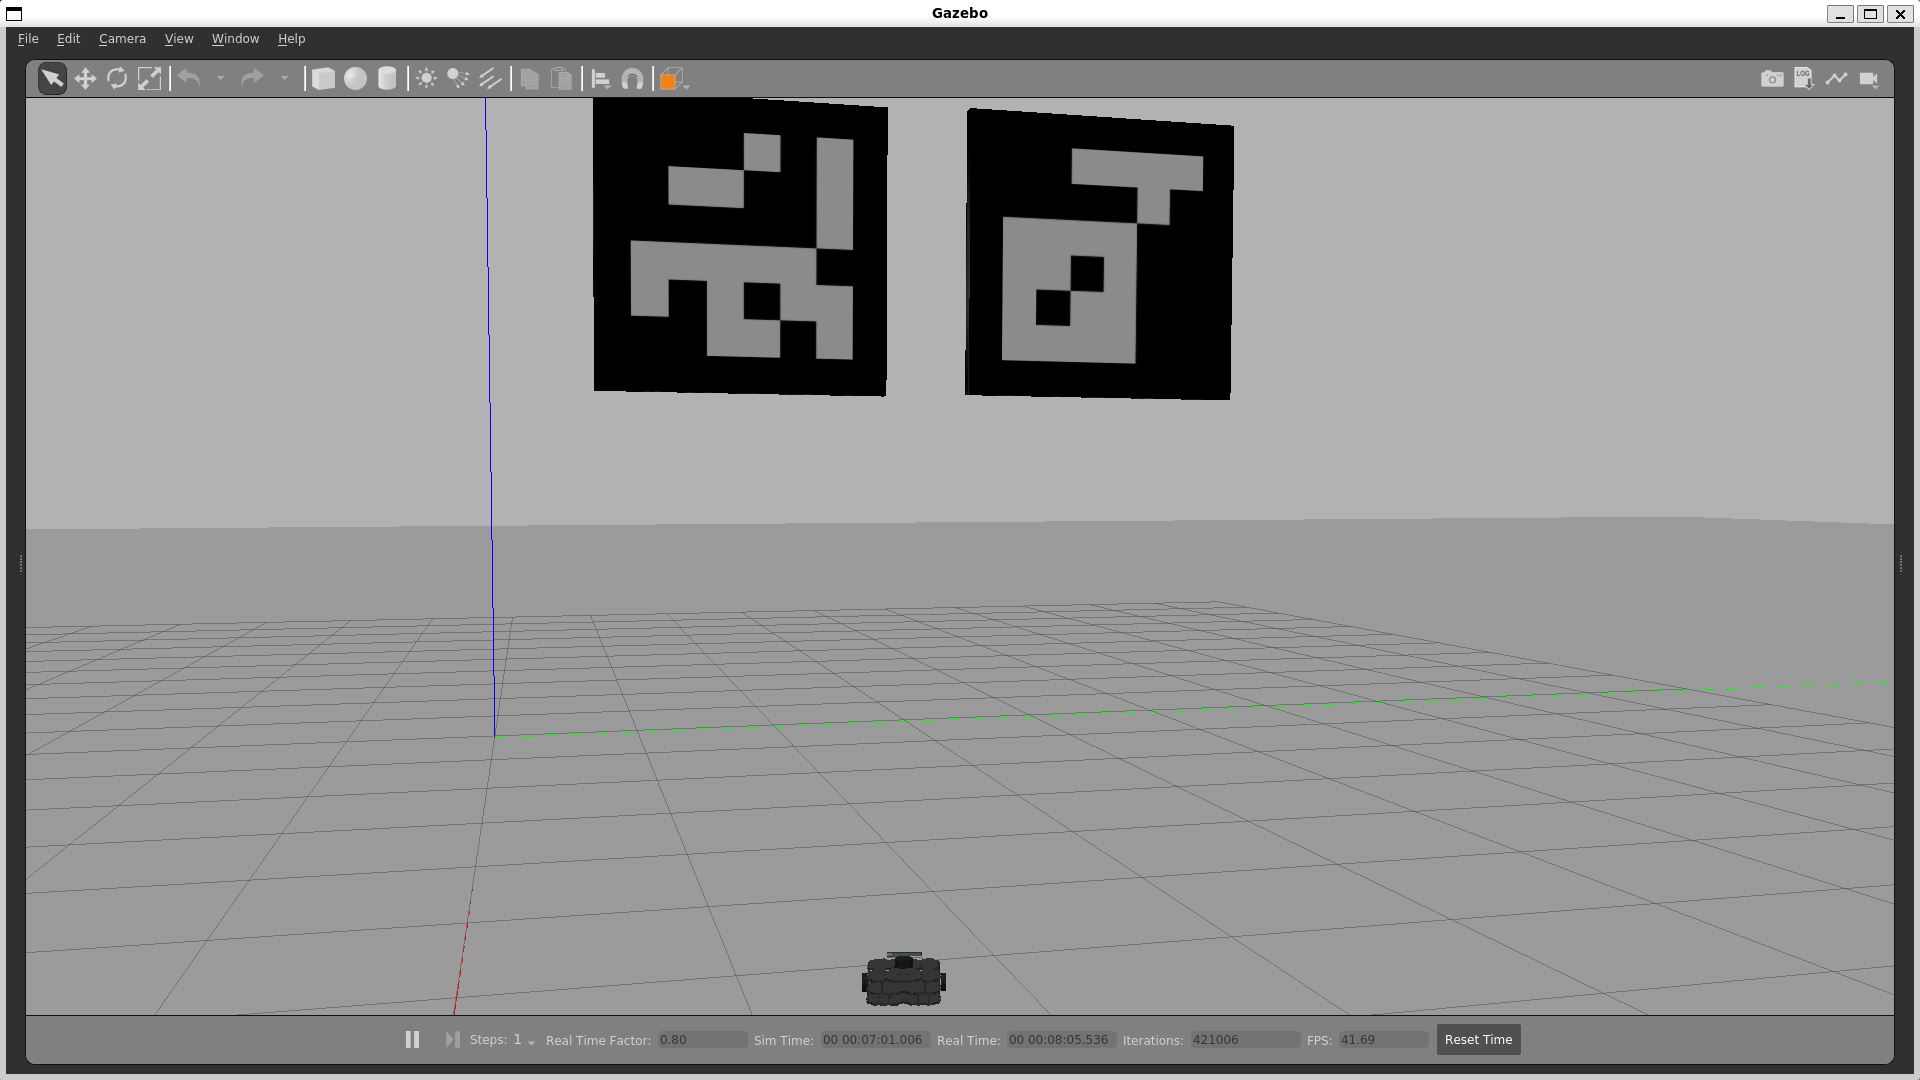 Gazebo
File Edit Camera View Window Help
LOG
Steps: 1 Real Time Factor: 0.80 Sim Time: 00 00:07:01.006 Real Time: 00 00:08:05.536 Iterations: 421006 FPS: 41.69 Reset Time